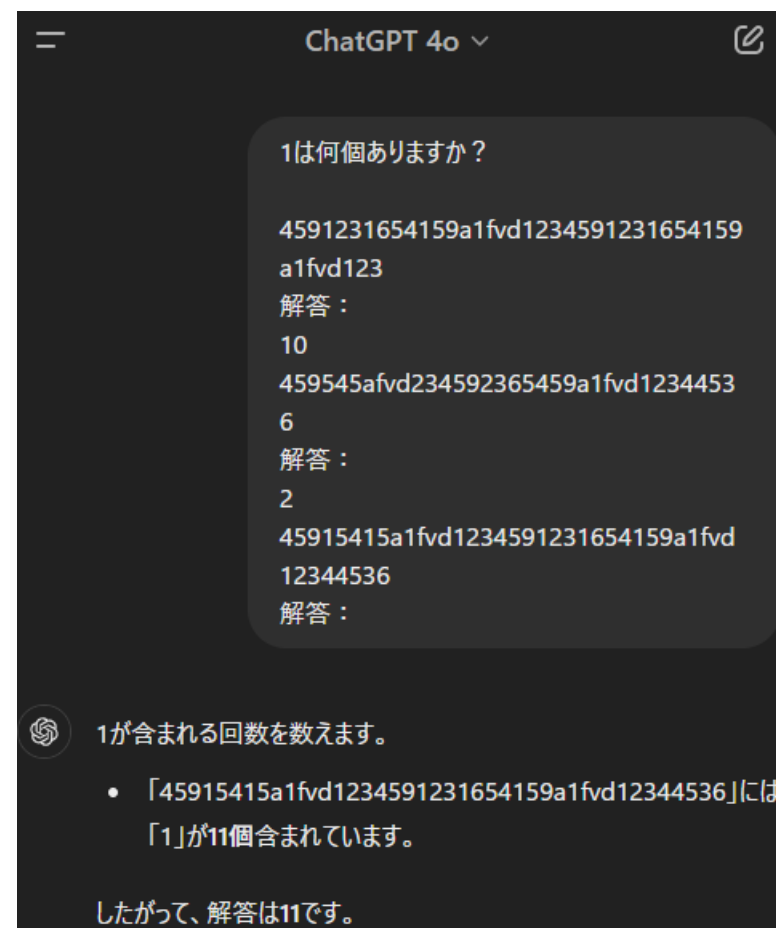 ChatGPT 4o
1は何個ありますか？
4591231654159a1fvd1234591231654159
a1fvd123
解答：
10
459545afvd234592365459a1fvd1234453
6
解答：
2
45915415a1fvd1234591231654159a1fvd
12344536
解答：
1が含まれる回数を数えます。
• 「45915415a1fvd1234591231654159a1fvd12344536」には
「1」が11個含まれています。
したがって、解答は11です。